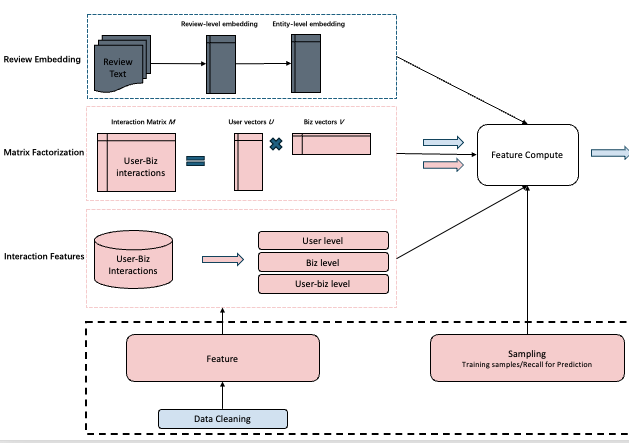 Review-level embedding
Entity-level embedding
Review Embedding
Review
Text
Interaction Matrix M
User vectors U
Biz vectors V
Matrix Factorization
User-Biz
interactions
Feature Compute
User level
Interaction Features
User-Biz
Interactions
Biz level
User-biz level
Feature
Sampling
Training samples/Recall for Prediction
Data Cleaning